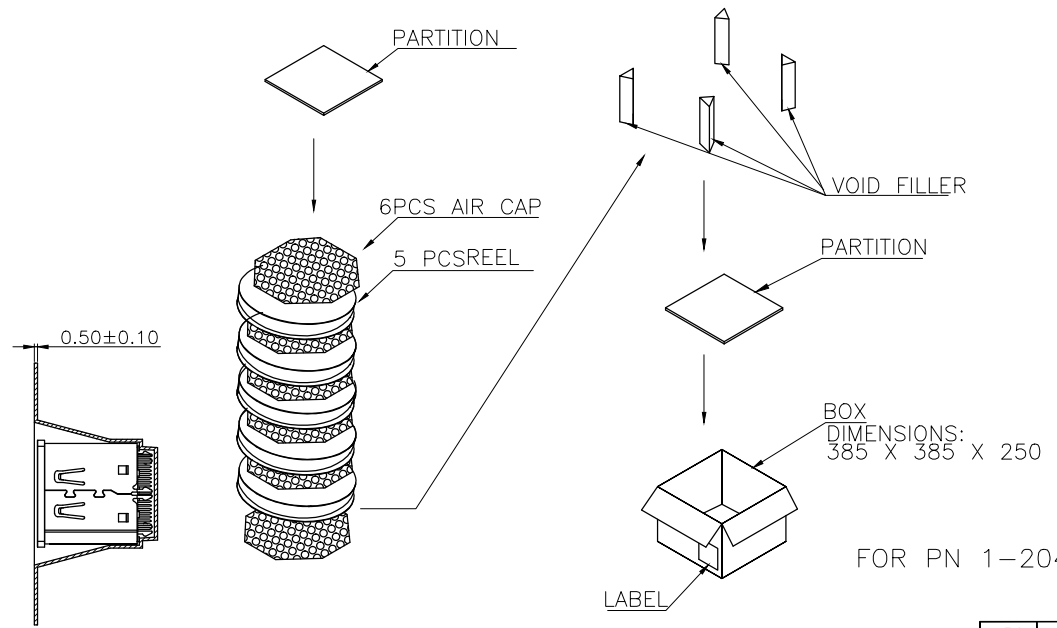 PARTITION
6PCS AIR CAP
5 PCSREEL
0.50±0.10
VOID FILLER
PARTITION
BOX
DIMENSIONS:
385 X 385 X 250
LABEL
FOR PN 1-204